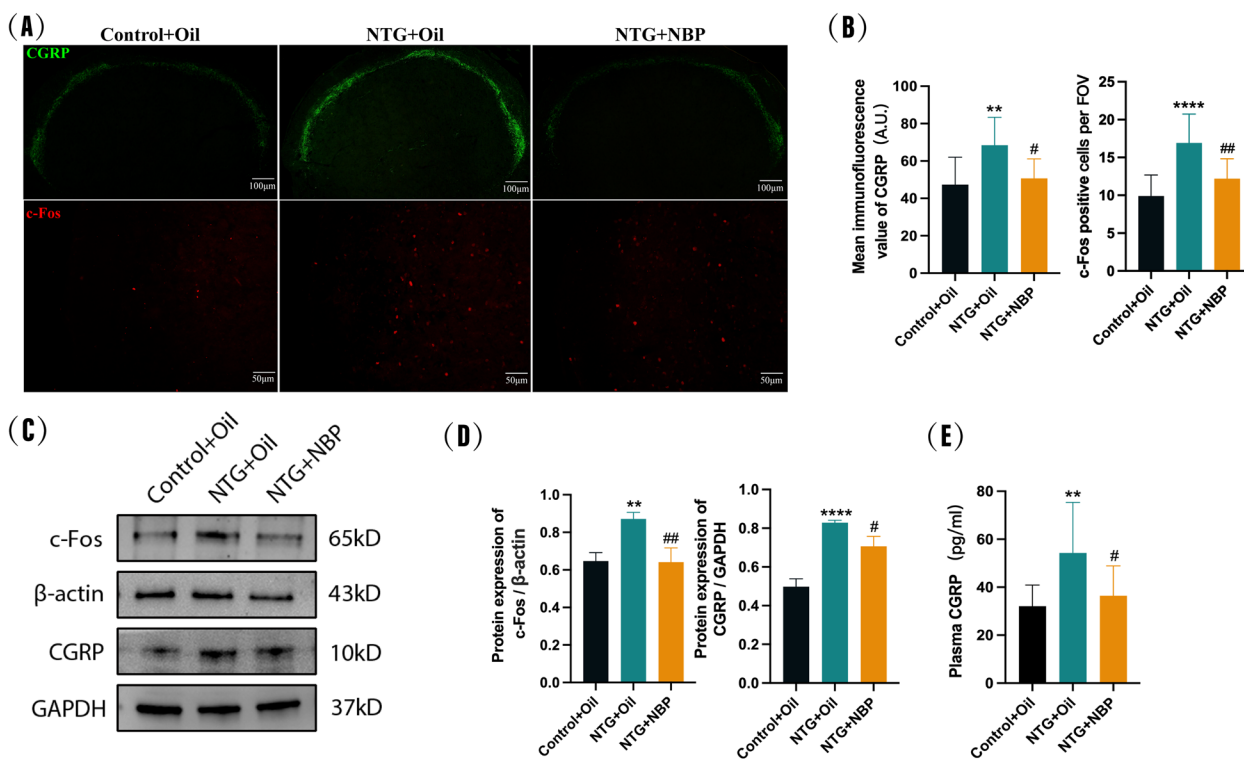 (A)
Control+Oil
NTG+Oil
NTG+NBP
CGRP
100μm
100μm
100μm
c-Fos
50μm
50μm
50μm
(B)
Mean immunofluorescence
value of CGRP (A.U.)
100
80
60
40
20
0
**
#
Control+Oil
NTG+Oil
NTG+NBP
c-Fos positive cells per FOV
25
20
15
10
5
0
****
##
Control+Oil
NTG+Oil
NTG+NBP
(C)
Control+Oil
NTG+Oil
NTG+NBP
c-Fos
65kD
β-actin
43kD
CGRP
10kD
GAPDH
37kD
(D)
Protein expression of
c-Fos / β-actin
1.0
0.8
0.6
0.4
0.2
0.0
**
##
Control+Oil
NTG+Oil
NTG+NBP
Protein expression of
CGRP / GAPDH
1.0
0.8
0.6
0.4
0.2
0.0
****
#
Control+Oil
NTG+Oil
NTG+NBP
(E)
Plasma CGRP (pg/ml)
80
60
40
20
0
**
#
Control+Oil
NTG+Oil
NTG+NBP